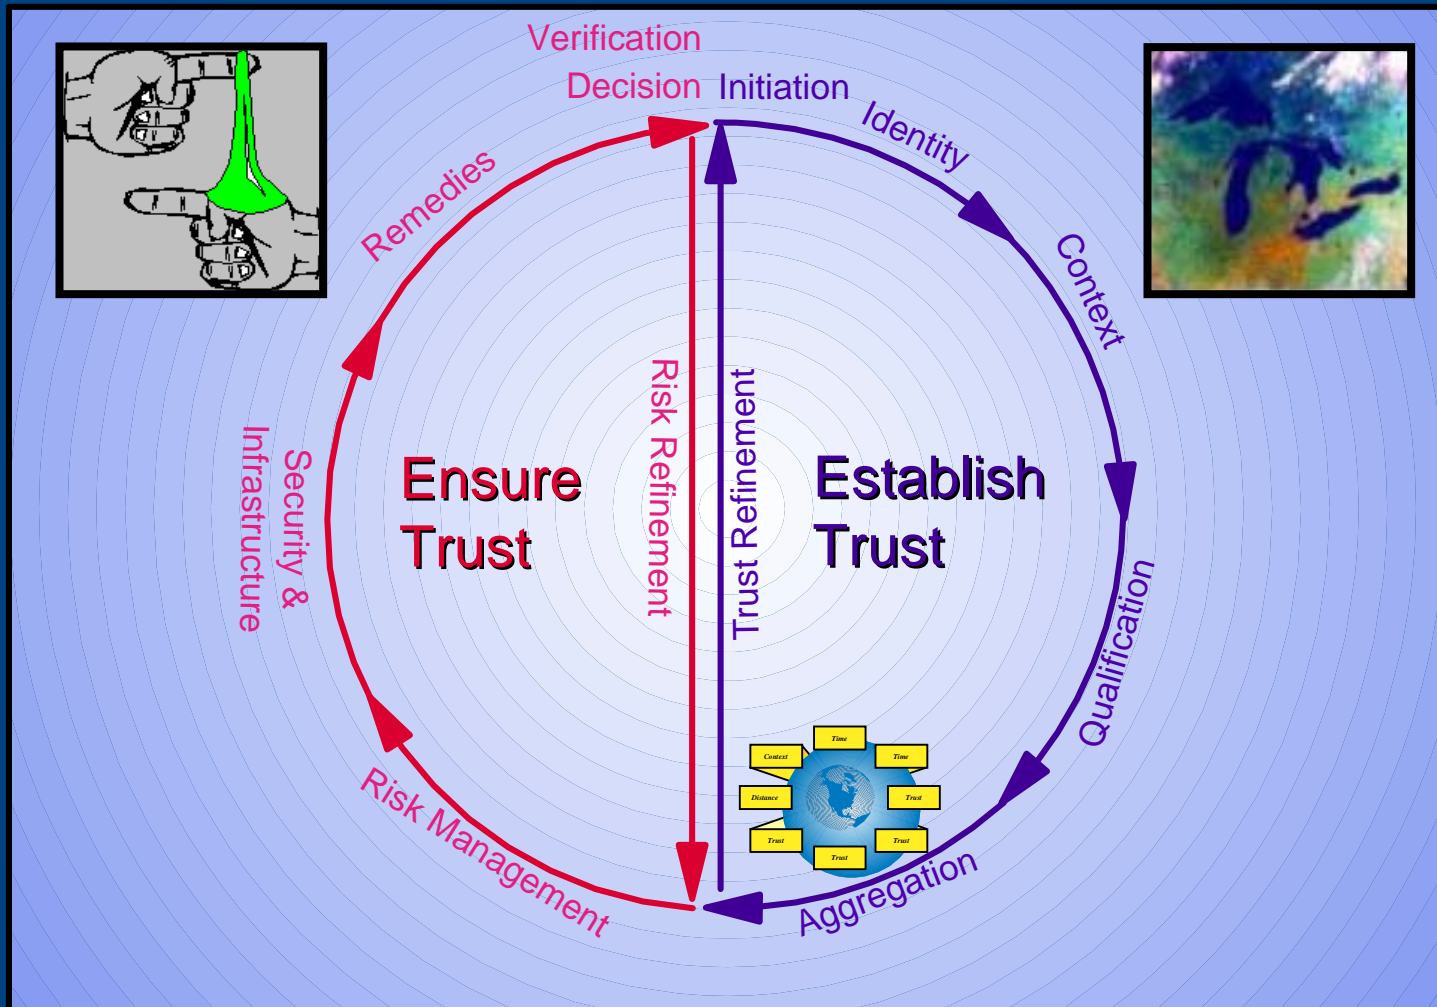 Verification
Decision
Initiation
Identity
Context
Qualification
Aggregation
Risk Management
Security &
Infrastructure
Remedies
Risk Refinement
Trust Refinement
Ensure
Trust
Establish
Trust
Time
Context
Time
Distance
Trust
Trust
Trust
Trust